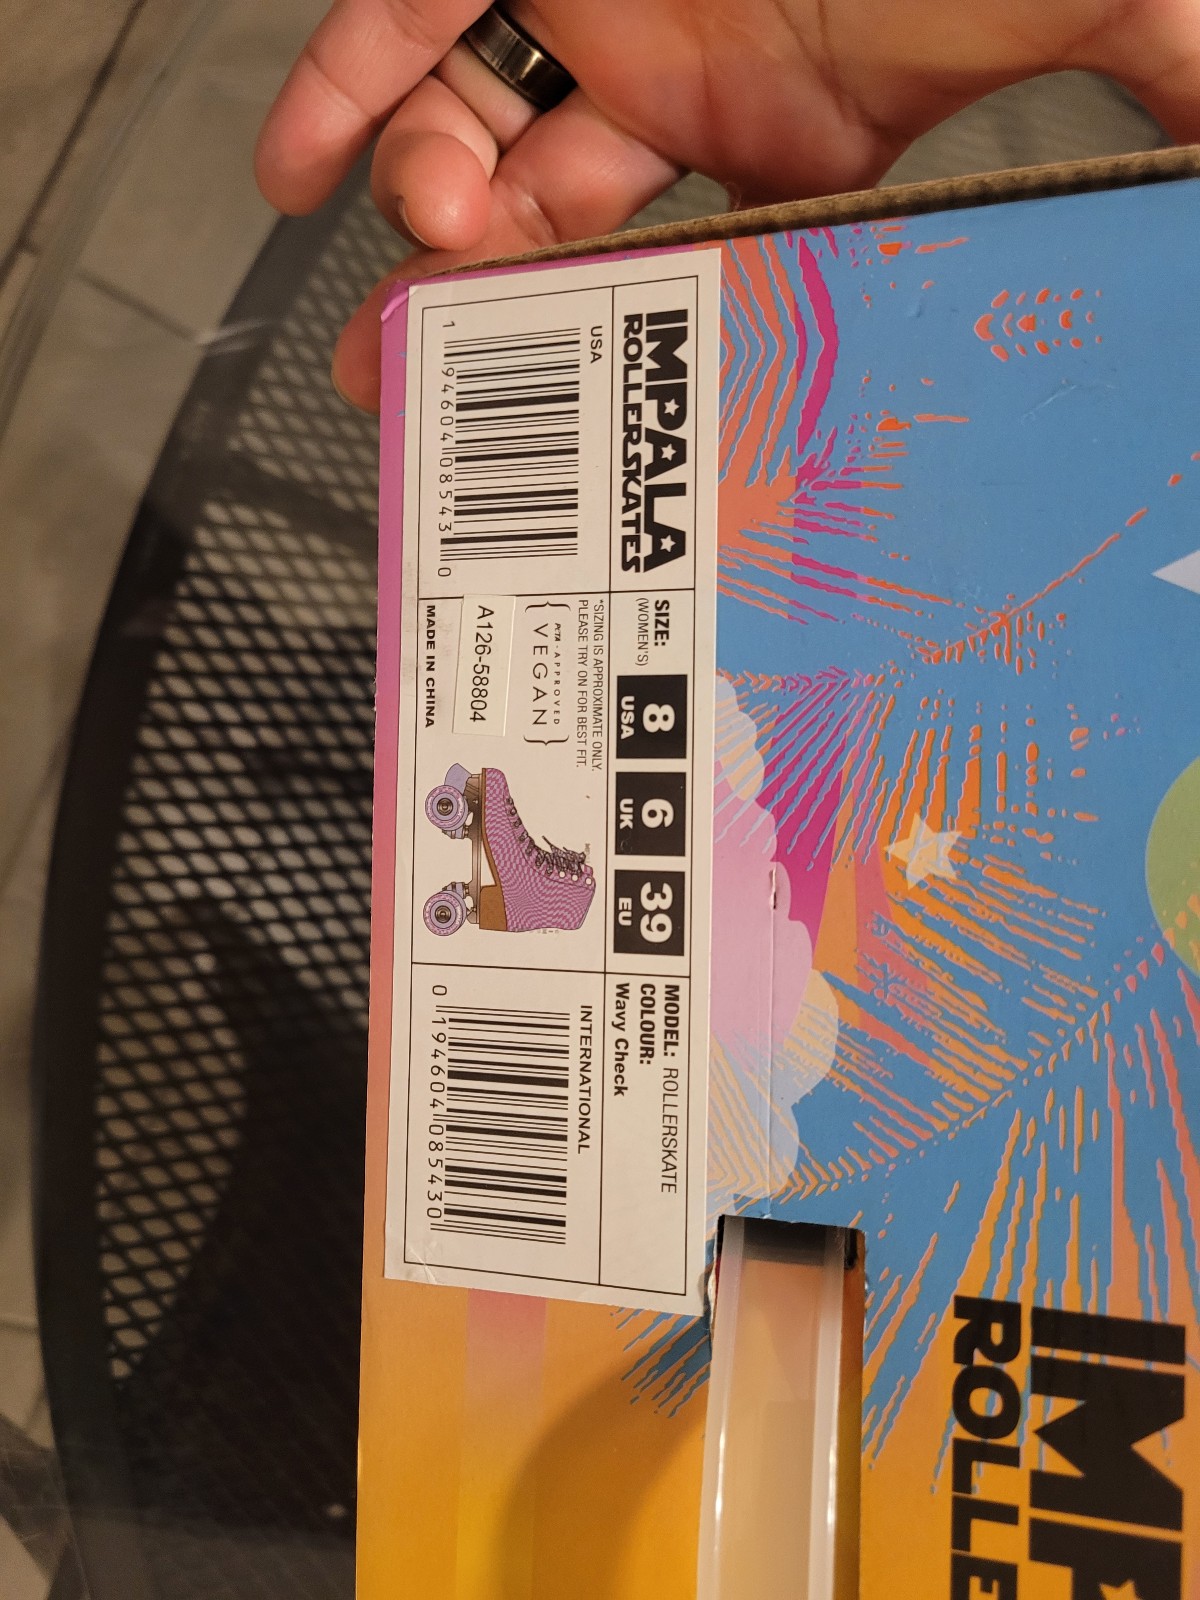 IMPALA
ROLLERSKATES
SIZE:
(WOMEN'S)
8
USA
6
UK
39
EU
MODEL: ROLLERSKATE
COLOUR:
Wavy Check
USA
1 94604 08543 0
*SIZING IS APPROXIMATE ONLY.
PLEASE TRY ON FOR BEST FIT.
PETA - APPROVED
VEGAN
A126-58804
MADE IN CHINA
INTERNATIONAL
0 194604 085430
IMP
ROLLE